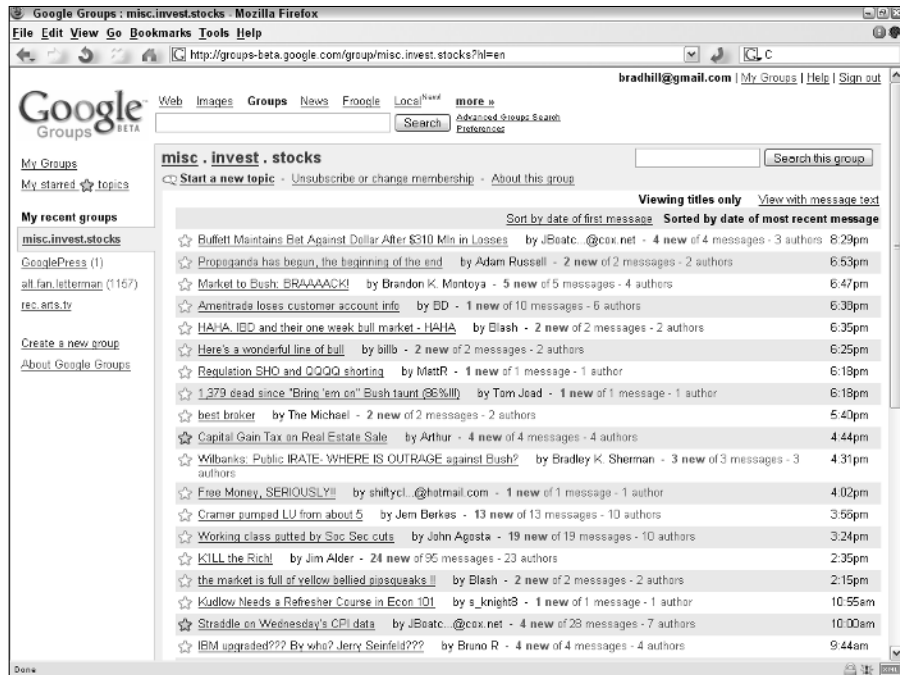 Google Groups : misc.invest.stocks - Mozilla Firefox
File Edit View Go Bookmarks Tools Help
http://groups-beta.google.com/group/misc.invest.stocks?hl=en
bradhill@gmail.com | My Groups | Help | Sign out
Google Groups BETA
Web Images Groups News Froogle Local New! more »
Search Advanced Groups Search
Preferences
My Groups
My starred topics
My recent groups
misc.invest.stocks
GooglePress (1)
alt.fan.letterman (1157)
rec.arts.tv
Create a new group
About Google Groups
misc . invest . stocks Search this group
Start a new topic - Unsubscribe or change membership - About this group
Viewing titles only View with message text
Sort by date of first message Sorted by date of most recent message
Buffett Maintains Bet Against Dollar After $310 Mln in Losses by JBoatc...@cox.net - 4 new of 4 messages - 3 authors 8:29pm
Propoganda has begun, the beginning of the end by Adam Russell - 2 new of 2 messages - 2 authors 6:53pm
Market to Bush: BRAAAACK! by Brandon K. Montoya - 5 new of 5 messages - 4 authors 6:47pm
Ameritrade loses customer account info by BD - 1 new of 10 messages - 6 authors 6:38pm
HAHA, IBD and their one week bull market - HAHA by Blash - 2 new of 2 messages - 2 authors 6:35pm
Here's a wonderful line of bull by billb - 2 new of 2 messages - 2 authors 6:25pm
Regulation SHO and QQQQ shorting by MattR - 1 new of 1 message - 1 author 6:18pm
1,379 dead since "Bring 'em on" Bush taunt (86%!!!) by Tom Joad - 1 new of 1 message - 1 author 6:18pm
best broker by The Michael - 2 new of 2 messages - 2 authors 5:40pm
Capital Gain Tax on Real Estate Sale by Arthur - 4 new of 4 messages - 4 authors 4:44pm
Wilbanks: Public IRATE- WHERE IS OUTRAGE against Bush? by Bradley K. Sherman - 3 new of 3 messages - 3 4:31pm
authors
Free Money, SERIOUSLY!!! by shiftycl...@hotmail.com - 1 new of 1 message - 1 author 4:02pm
Cramer pumped LU from about 5 by Jem Berkes - 13 new of 13 messages - 10 authors 3:56pm
Working class gutted by Soc Sec cuts by John Agosta - 19 new of 19 messages - 10 authors 3:24pm
K1LL the Rich! by Jim Alder - 24 new of 95 messages - 23 authors 2:35pm
the market is full of yellow bellied pipsqueaks !! by Blash - 2 new of 2 messages - 2 authors 2:15pm
Kudlow Needs a Refresher Course in Econ 101 by s_knight8 - 1 new of 1 message - 1 author 10:55am
Straddle on Wednesday's CPI data by JBoatc...@cox.net - 4 new of 28 messages - 7 authors 10:00am
IBM upgraded??? By who? Jerry Seinfeld??? by Bruno R - 4 new of 4 messages - 4 authors 9:44am
Done